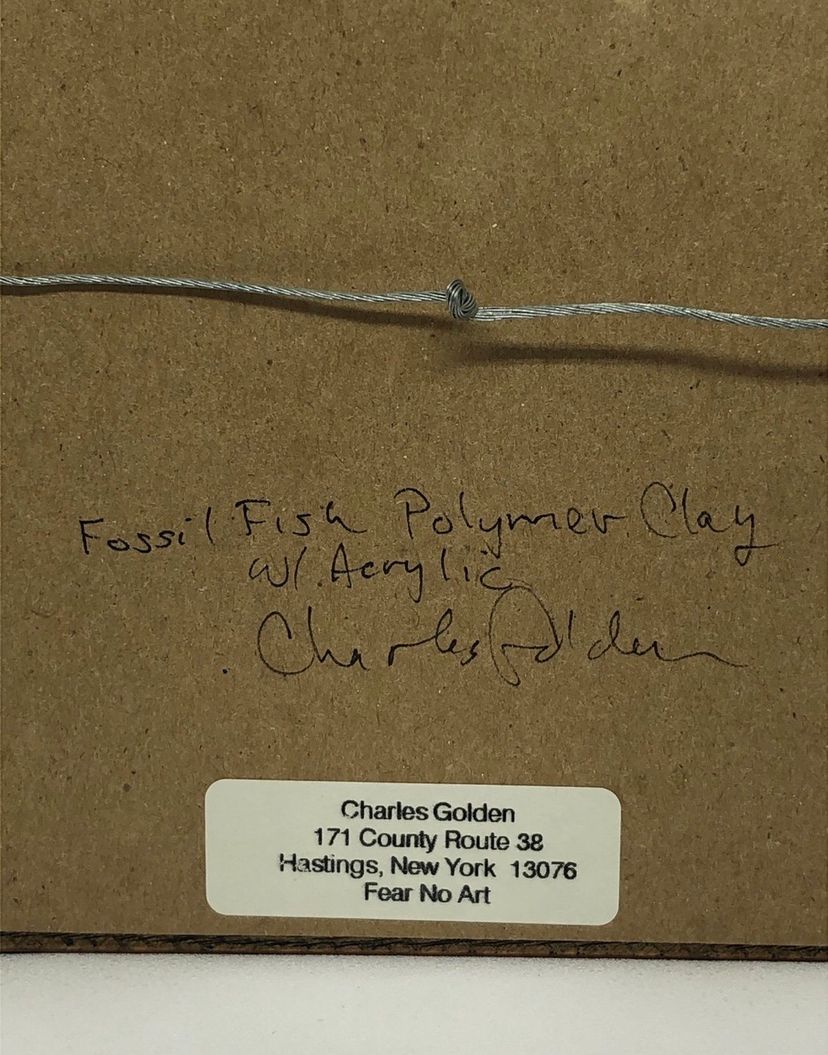 Fossil Fish Polymer Clay
w/. Acrylic
Charles Golden
Charles Golden
171 County Route 38
Hastings, New York 13076
Fear No Art